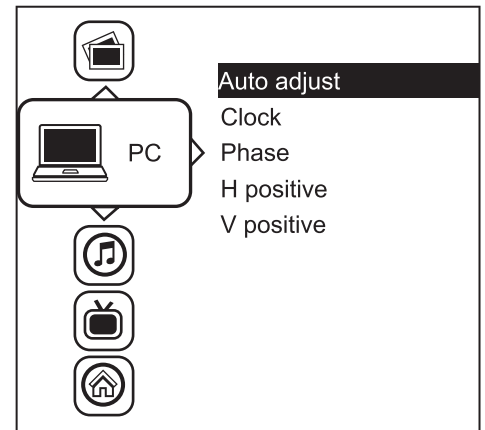 Auto adjust
PC
Clock
Phase
H positive
V positive